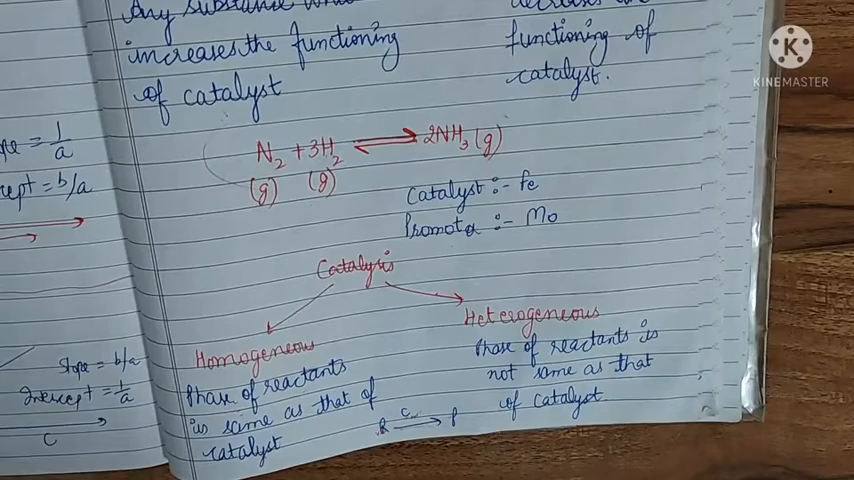 Any substance
increases the functioning
of catalyst
functioning of
catalyst.
N2 + 3H2 ⇌ 2NH3 (g)
(g) (g)
Catalyst :- Fe
Promoter :- Mo
Catalysis
Homogeneous
Phase of reactants
is same as that of
catalyst
Heterogeneous
Phase of reactants is
not same as that
of catalyst
R → P
C
= 1/a
= b/a
Slope = b/a
Intercept = 1/a
C
K
KINEMASTER